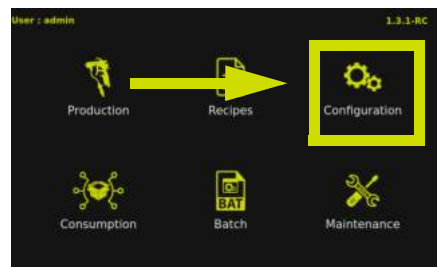 User : admin 1.3.1-RC
Production Recipes Configuration
BAT
Consumption Batch Maintenance